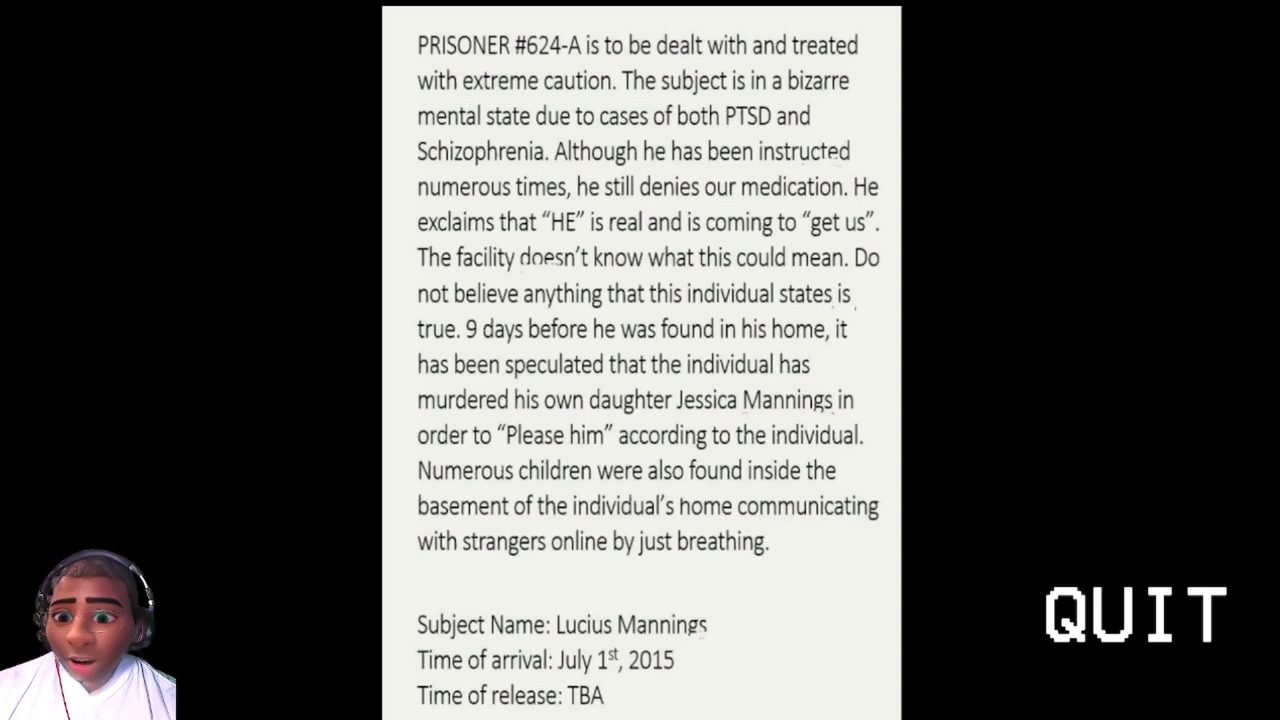 PRISONER #624-A is to be dealt with and treated
with extreme caution. The subject is in a bizarre
mental state due to cases of both PTSD and
Schizophrenia. Although he has been instructed
numerous times, he still denies our medication. He
exclaims that “HE” is real and is coming to “get us”.
The facility doesn’t know what this could mean. Do
not believe anything that this individual states is
true. 9 days before he was found in his home, it
has been speculated that the individual has
murdered his own daughter Jessica Mannings in
order to “Please him” according to the individual.
Numerous children were also found inside the
basement of the individual’s home communicating
with strangers online by just breathing.
Subject Name: Lucius Mannings
Time of arrival: July 1st, 2015
Time of release: TBA
QUIT